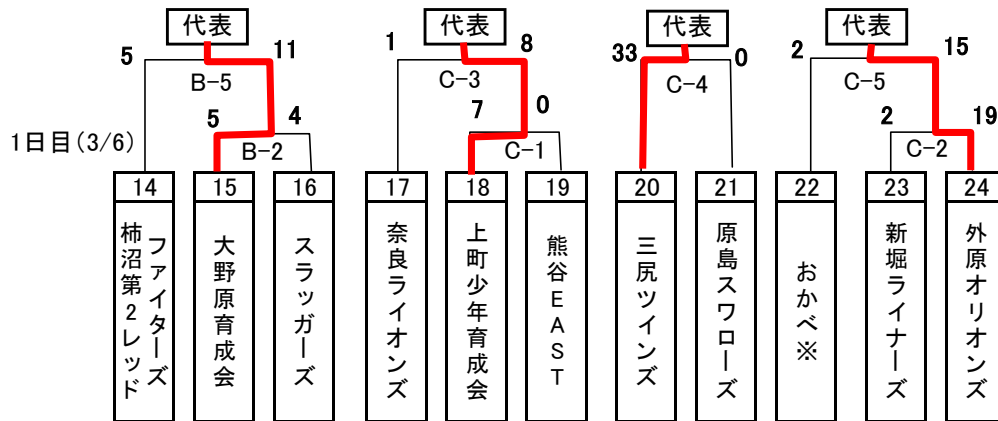 代表
代表
代表
代表
5
11
1
8
33
0
2
15
B-5
C-3
C-4
C-5
5
4
7
0
2
19
1日目(3/6)
B-2
C-1
C-2
14
15
16
17
18
19
20
21
22
23
24
柿沼第2レッド
ファイターズ
大野原育成会
スラッガーズ
奈良ライオンズ
上町少年育成会
熊谷EAST
三尻ツインズ
原島スワローズ
おかべ※
新堀ライナーズ
外原オリオンズ